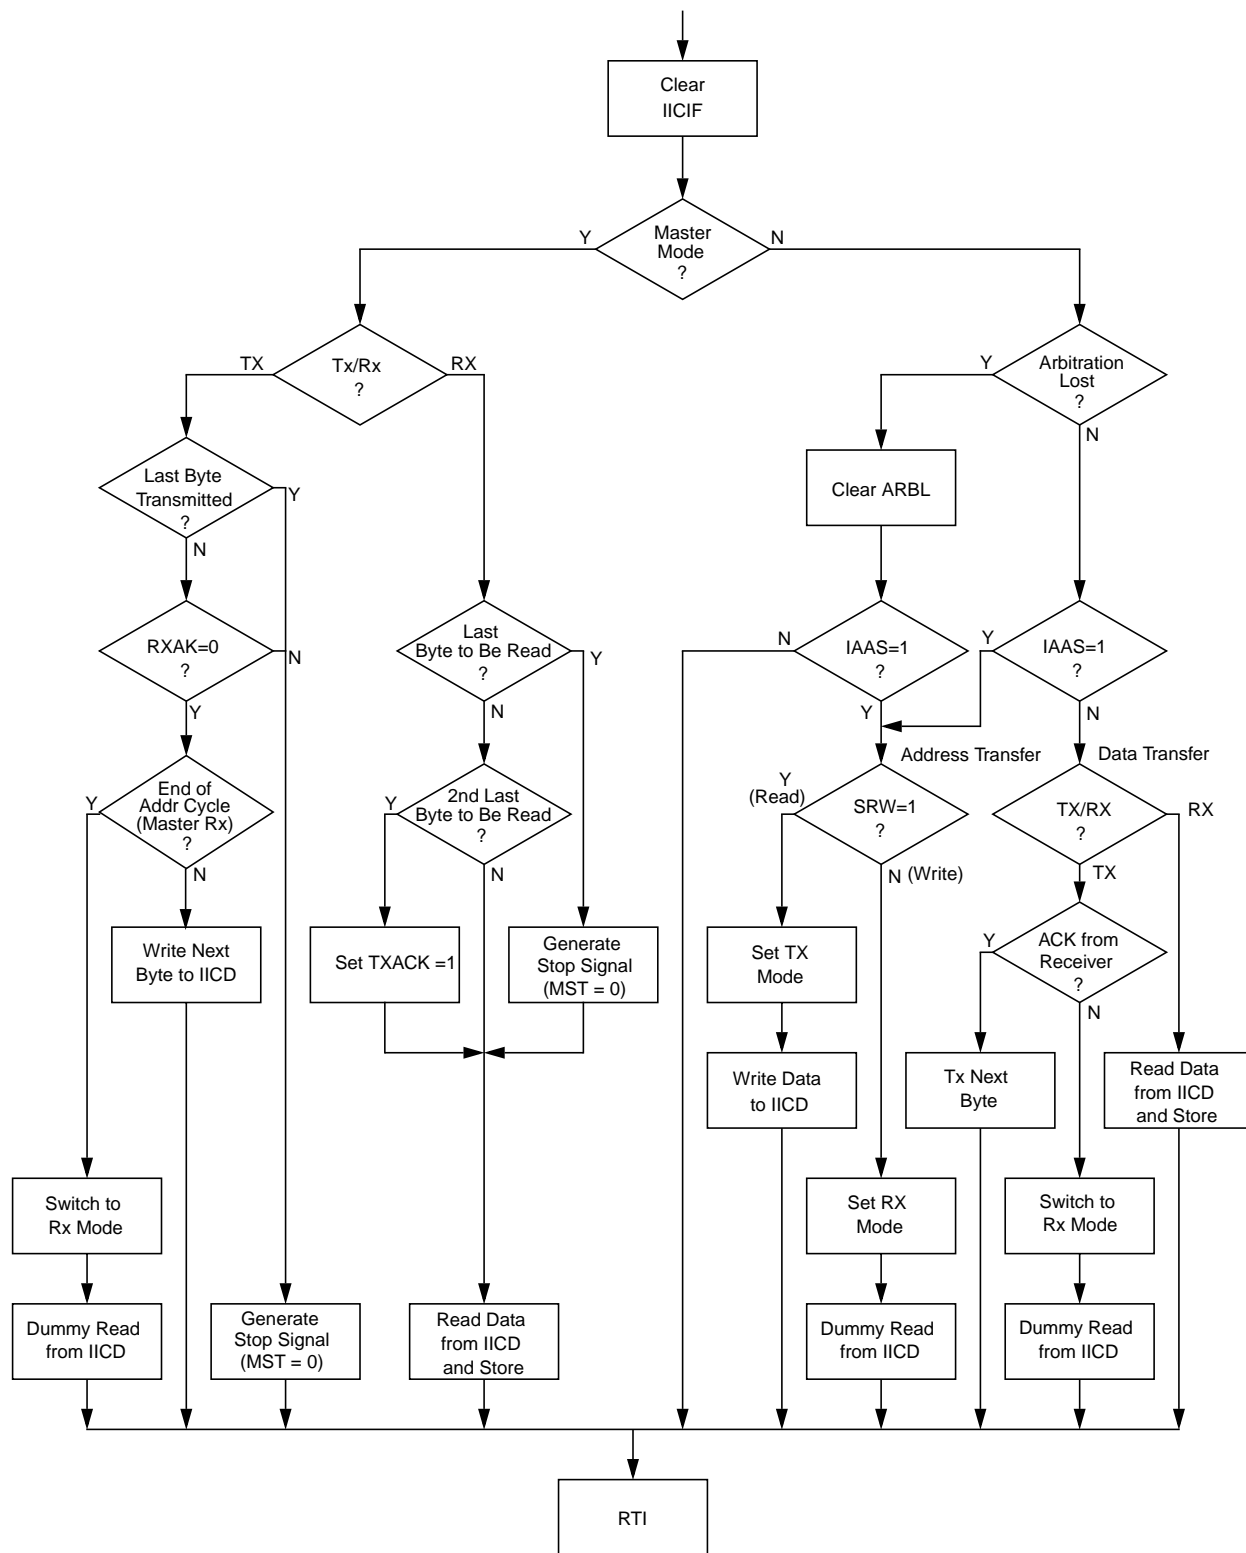 Clear
IICIF
Y
Master
Mode
?
N
TX
Tx/Rx
?
RX
Y
Arbitration
Lost
?
N
Last Byte
Transmitted
?
Y
N
Clear ARBL
RXAK=0
?
N
Y
Last
Byte to Be Read
?
Y
N
N
IAAS=1
?
Y
Y
IAAS=1
?
N
Address Transfer
Data Transfer
Y
End of
Addr Cycle
(Master Rx)
?
N
Y
2nd Last
Byte to Be Read
?
N
Y
(Read)
SRW=1
?
N (Write)
TX/RX
?
RX
TX
Write Next
Byte to IICD
Set TXACK =1
Generate
Stop Signal
(MST = 0)
Set TX
Mode
Y
ACK from
Receiver
?
N
Write Data
to IICD
Tx Next
Byte
Read Data
from IICD
and Store
Switch to
Rx Mode
Set RX
Mode
Switch to
Rx Mode
Dummy Read
from IICD
Generate
Stop Signal
(MST = 0)
Read Data
from IICD
and Store
Dummy Read
from IICD
Dummy Read
from IICD
RTI